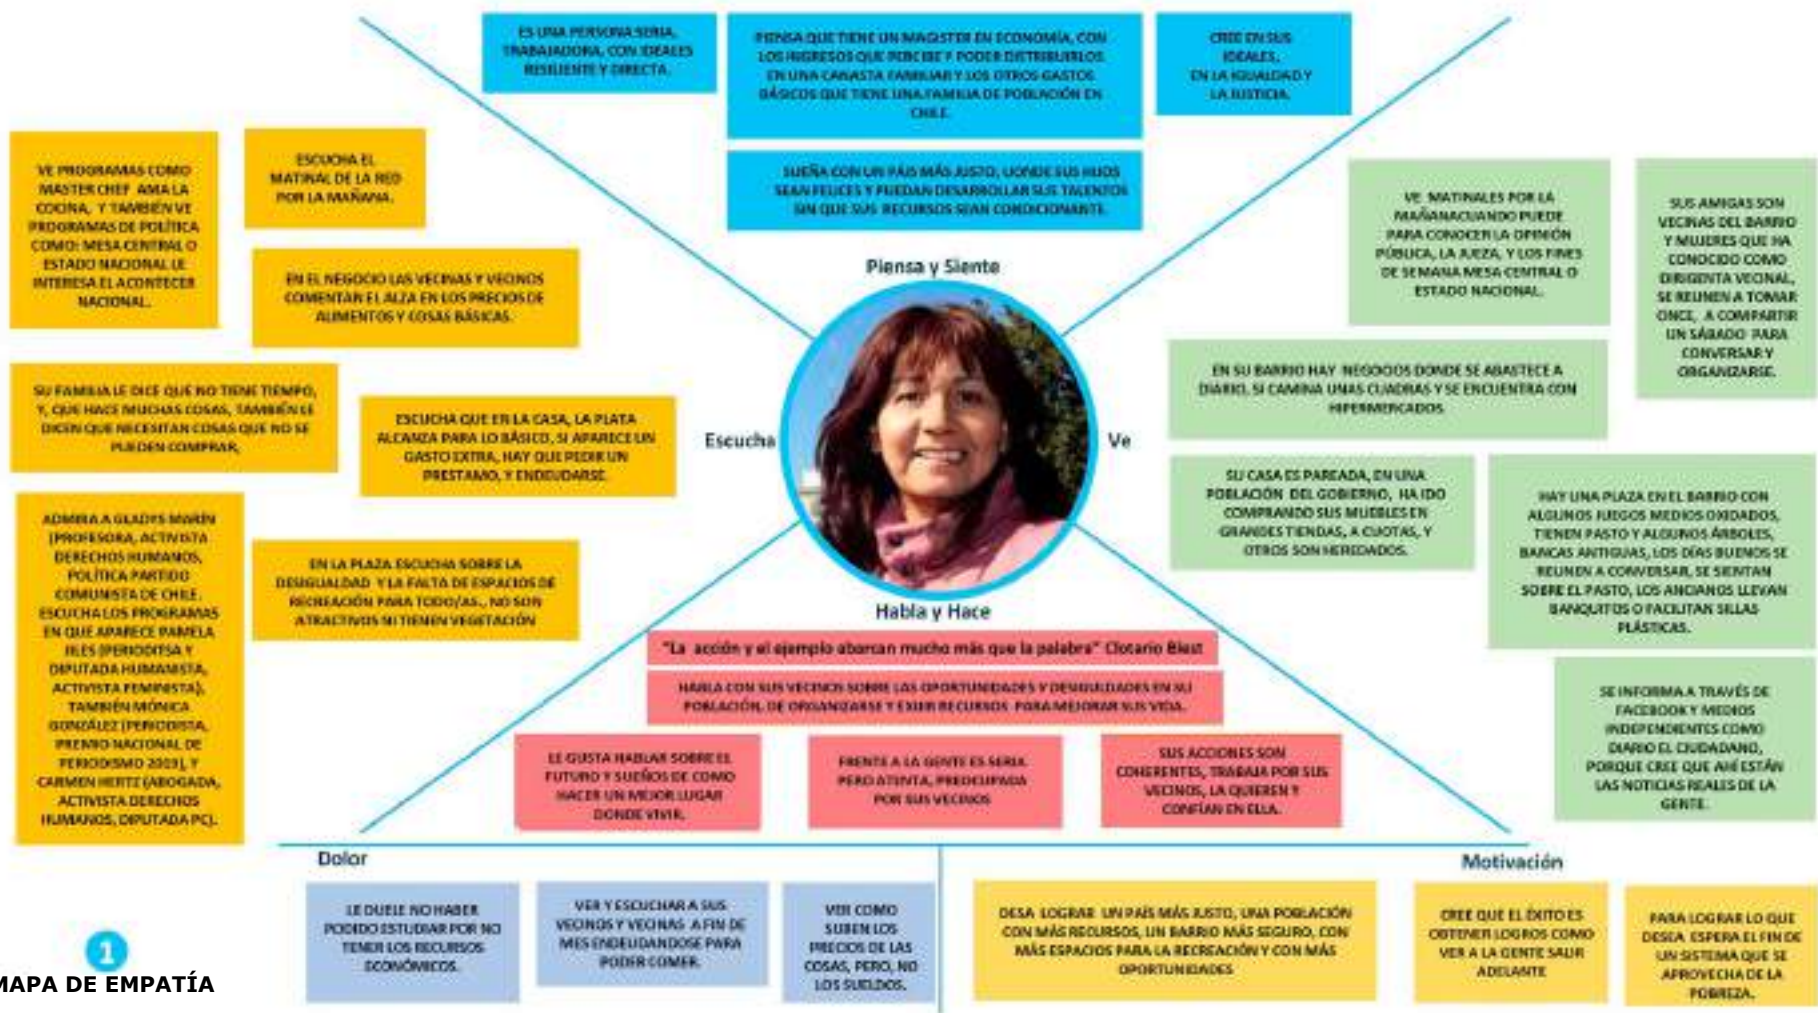 ES UNA PERSONA SERIA,
TRABAJADORA, CON IDEALES
RESILIENTE Y DIRECTA.
PIENSA QUE TIENE UN MAGISTER EN ECONOMÍA, CON
LOS INGRESOS QUE PERCIBE Y PODER DISTRIBUIRLOS
EN UNA CANASTA FAMILIAR Y LOS OTROS GASTOS
BÁSICOS QUE TIENE UNA FAMILIA DE POBLACIÓN EN
CHILE.
CREE EN SUS
IDEALES,
EN LA IGUALDAD Y
LA JUSTICIA.
SUEÑA CON UN PAÍS MÁS JUSTO, DONDE SUS HIJOS
SEAN FELICES Y PUEDAN DESARROLLAR SUS TALENTOS
SIN QUE SUS RECURSOS SEAN CONDICIONANTE.
Piensa y Siente
VE PROGRAMAS COMO
MASTER CHEF AMA LA
COCINA, Y TAMBIÉN VE
PROGRAMAS DE POLÍTICA
COMO: MESA CENTRAL O
ESTADO NACIONAL LE
INTERESA EL ACONTECER
NACIONAL.
ESCUCHA EL
MATINAL DE LA RED
POR LA MAÑANA.
EN EL NEGOCIO LAS VECINAS Y VECINOS
COMENTAN EL ALZA EN LOS PRECIOS DE
ALIMENTOS Y COSAS BÁSICAS.
SU FAMILIA LE DICE QUE NO TIENE TIEMPO,
Y, QUE HACE MUCHAS COSAS, TAMBIÉN LE
DICEN QUE NECESITAN COSAS QUE NO SE
PUEDEN COMPRAR,
ESCUCHA QUE EN LA CASA, LA PLATA
ALCANZA PARA LO BÁSICO, SI APARECE UN
GASTO EXTRA, HAY QUE PEDIR UN
PRESTAMO, Y ENDEUDARSE.
ADMIRA A GLADYS MARÍN
(PROFESORA, ACTIVISTA
DERECHOS HUMANOS,
POLÍTICA PARTIDO
COMUNISTA DE CHILE.
ESCUCHA LOS PROGRAMAS
EN QUE APARECE PAMELA
JILES (PERIODITSA Y
DIPUTADA HUMANISTA,
ACTIVISTA FEMINISTA),
TAMBIÉN MÓNICA
GONZÁLEZ (PERIODISTA,
PREMIO NACIONAL DE
PERIODISMO 2019), Y
CARMEN HERTZ (ABOGADA,
ACTIVISTA DERECHOS
HUMANOS, DIPUTADA PC).
EN LA PLAZA ESCUCHA SOBRE LA
DESIGUALDAD Y LA FALTA DE ESPACIOS DE
RECREACIÓN PARA TODO/AS., NO SON
ATRACTIVOS NI TIENEN VEGETACIÓN
Escucha
Ve
VE MATINALES POR LA
MAÑANACUANDO PUEDE
PARA CONOCER LA OPINIÓN
PÚBLICA, LA JUEZA, Y LOS FINES
DE SEMANA MESA CENTRAL O
ESTADO NACIONAL.
SUS AMIGAS SON
VECINAS DEL BARRIO
Y MUJERES QUE HA
CONOCIDO COMO
DIRIGENTA VECINAL,
SE REUNEN A TOMAR
ONCE, A COMPARTIR
UN SÁBADO PARA
CONVERSAR Y
ORGANIZARSE.
EN SU BARRIO HAY NEGOCIOS DONDE SE ABASTECE A
DIARIO, SI CAMINA UNAS CUADRAS Y SE ENCUENTRA CON
HIPERMERCADOS
SU CASA ES PAREADA, EN UNA
POBLACIÓN DEL GOBIERNO, HA IDO
COMPRANDO SUS MUEBLES EN
GRANDES TIENDAS, A CUOTAS, Y
OTROS SON HEREDADOS.
HAY UNA PLAZA EN EL BARRIO CON
ALGUNOS JUEGOS MEDIOS OXIDADOS,
TIENEN PASTO Y ALGUNOS ÁRBOLES,
BANCAS ANTIGUAS, LOS DÍAS BUENOS SE
REUNEN A CONVERSAR, SE SIENTAN
SOBRE EL PASTO, LOS ANCIANOS LLEVAN
BANQUITOS O FACILITAN SILLAS
PLÁSTICAS.
SE INFORMA A TRAVÉS DE
FACEBOOK Y MEDIOS
INDEPENDIENTES COMO
DIARIO EL CIUDADANO,
PORQUE CREE QUE AHÍ ESTÁN
LAS NOTICIAS REALES DE LA
GENTE.
Habla y Hace
"La acción y el ejemplo abarcan mucho más que la palabra" Clotario Blest
HABLA CON SUS VECINOS SOBRE LAS OPORTUNIDADES Y DESIGULDADES EN SU
POBLACIÓN, DE ORGANIZARSE Y EXIJIR RECURSOS PARA MEJORAR SUS VIDA.
LE GUSTA HABLAR SOBRE EL
FUTURO Y SUEÑOS DE COMO
HACER UN MEJOR LUGAR
DONDE VIVIR.
FRENTE A LA GENTE ES SERIA
PERO ATENTA, PREOCUPADA
POR SUS VECINOS
SUS ACCIONES SON
COHERENTES, TRABAJA POR SUS
VECINOS, LA QUIEREN Y
CONFÍAN EN ELLA.
Dolor
LE DUELE NO HABER
PODIDO ESTUDIAR POR NO
TENER LOS RECURSOS
ECONÓMICOS.
VER Y ESCUCHAR A SUS
VECINOS Y VECINAS A FIN DE
MES ENDEUDANDOSE PARA
PODER COMER.
VER COMO
SUBEN LOS
PRECIOS DE LAS
COSAS, PERO, NO
LOS SUELDOS.
Motivación
DESA LOGRAR UN PAÍS MÁS JUSTO, UNA POBLACIÓN
CON MÁS RECURSOS, UN BARRIO MÁS SEGURO, CON
MÁS ESPACIOS PARA LA RECREACIÓN Y CON MÁS
OPORTUNIDADES
CREE QUE EL ÉXITO ES
OBTENER LOGROS COMO
VER A LA GENTE SALIR
ADELANTE
PARA LOGRAR LO QUE
DESEA ESPERA EL FIN DE
UN SISTEMA QUE SE
APROVECHA DE LA
POBREZA.
1
MAPA DE EMPATÍA